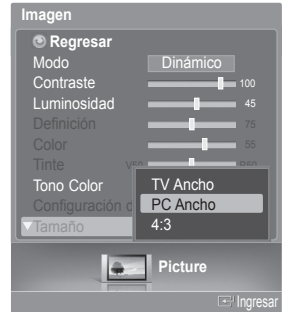 Imagen
Regresar
Modo Dinámico
Contraste 100
Luminosidad 45
Definición 75
Color 55
Tinte
Tono Color TV Ancho
Configuración PC Ancho
Tamaño 4:3
Picture
Ingresar